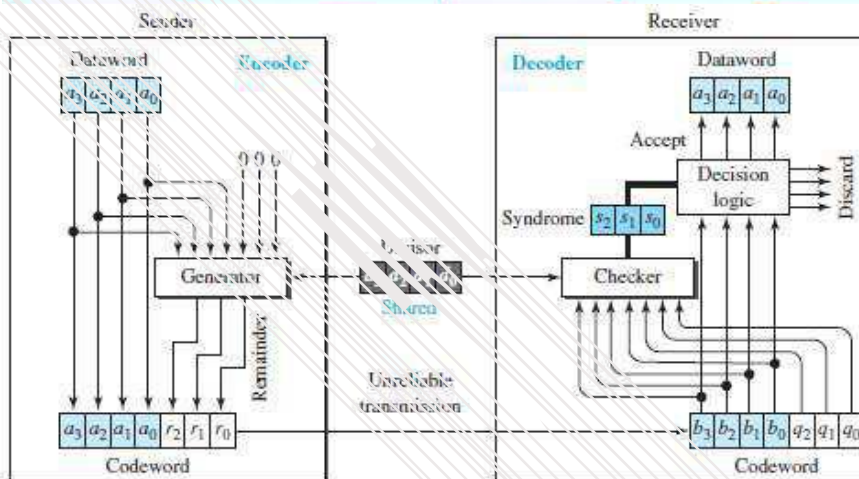 Sender
Receiver
Dataword
Encoder
a3 a2 a1 a0
0 0 0
Generator
Remainder
a3 a2 a1 a0 r2 r1 r0
Codeword
Divisor
Shared
Unreliable
transmission
Decoder
Dataword
a3 a2 a1 a0
Accept
Decision
logic
Discard
Syndrome
s2 s1 s0
Checker
b3 b2 b1 b0 q2 q1 q0
Codeword